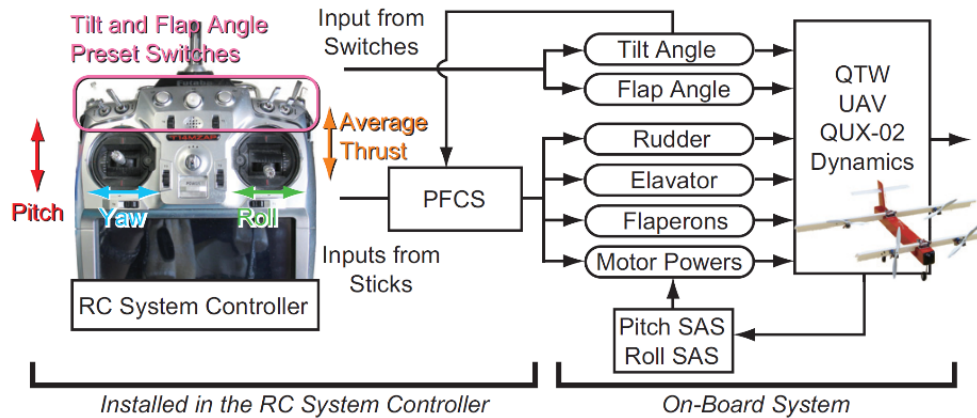 Tilt and Flap Angle
Preset Switches
Input from
Switches
Tilt Angle
Flap Angle
QTW
UAV
QUX-02
Dynamics
Average
Thrust
Pitch
Yaw
Roll
PFCS
Rudder
Elavator
Flaperons
Motor Powers
Inputs from
Sticks
RC System Controller
Pitch SAS
Roll SAS
Installed in the RC System Controller
On-Board System